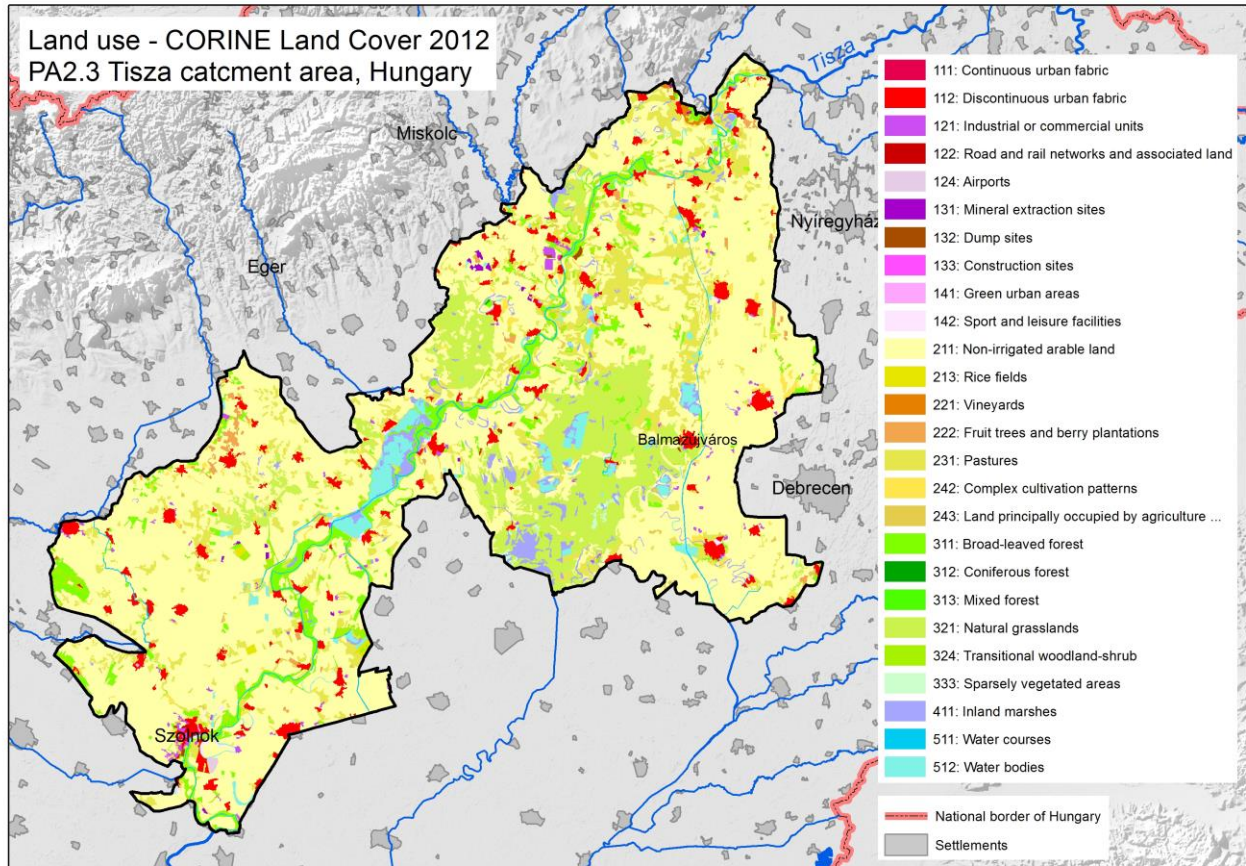 Land use - CORINE Land Cover 2012
PA2.3 Tisza catcment area, Hungary
Tisza
Miskolc
Nyíregyház
Eger
Balmazújváros
Debrecen
Szolnok
111: Continuous urban fabric
112: Discontinuous urban fabric
121: Industrial or commercial units
122: Road and rail networks and associated land
124: Airports
131: Mineral extraction sites
132: Dump sites
133: Construction sites
141: Green urban areas
142: Sport and leisure facilities
211: Non-irrigated arable land
213: Rice fields
221: Vineyards
222: Fruit trees and berry plantations
231: Pastures
242: Complex cultivation patterns
243: Land principally occupied by agriculture ...
311: Broad-leaved forest
312: Coniferous forest
313: Mixed forest
321: Natural grasslands
324: Transitional woodland-shrub
333: Sparsely vegetated areas
411: Inland marshes
511: Water courses
512: Water bodies
National border of Hungary
Settlements